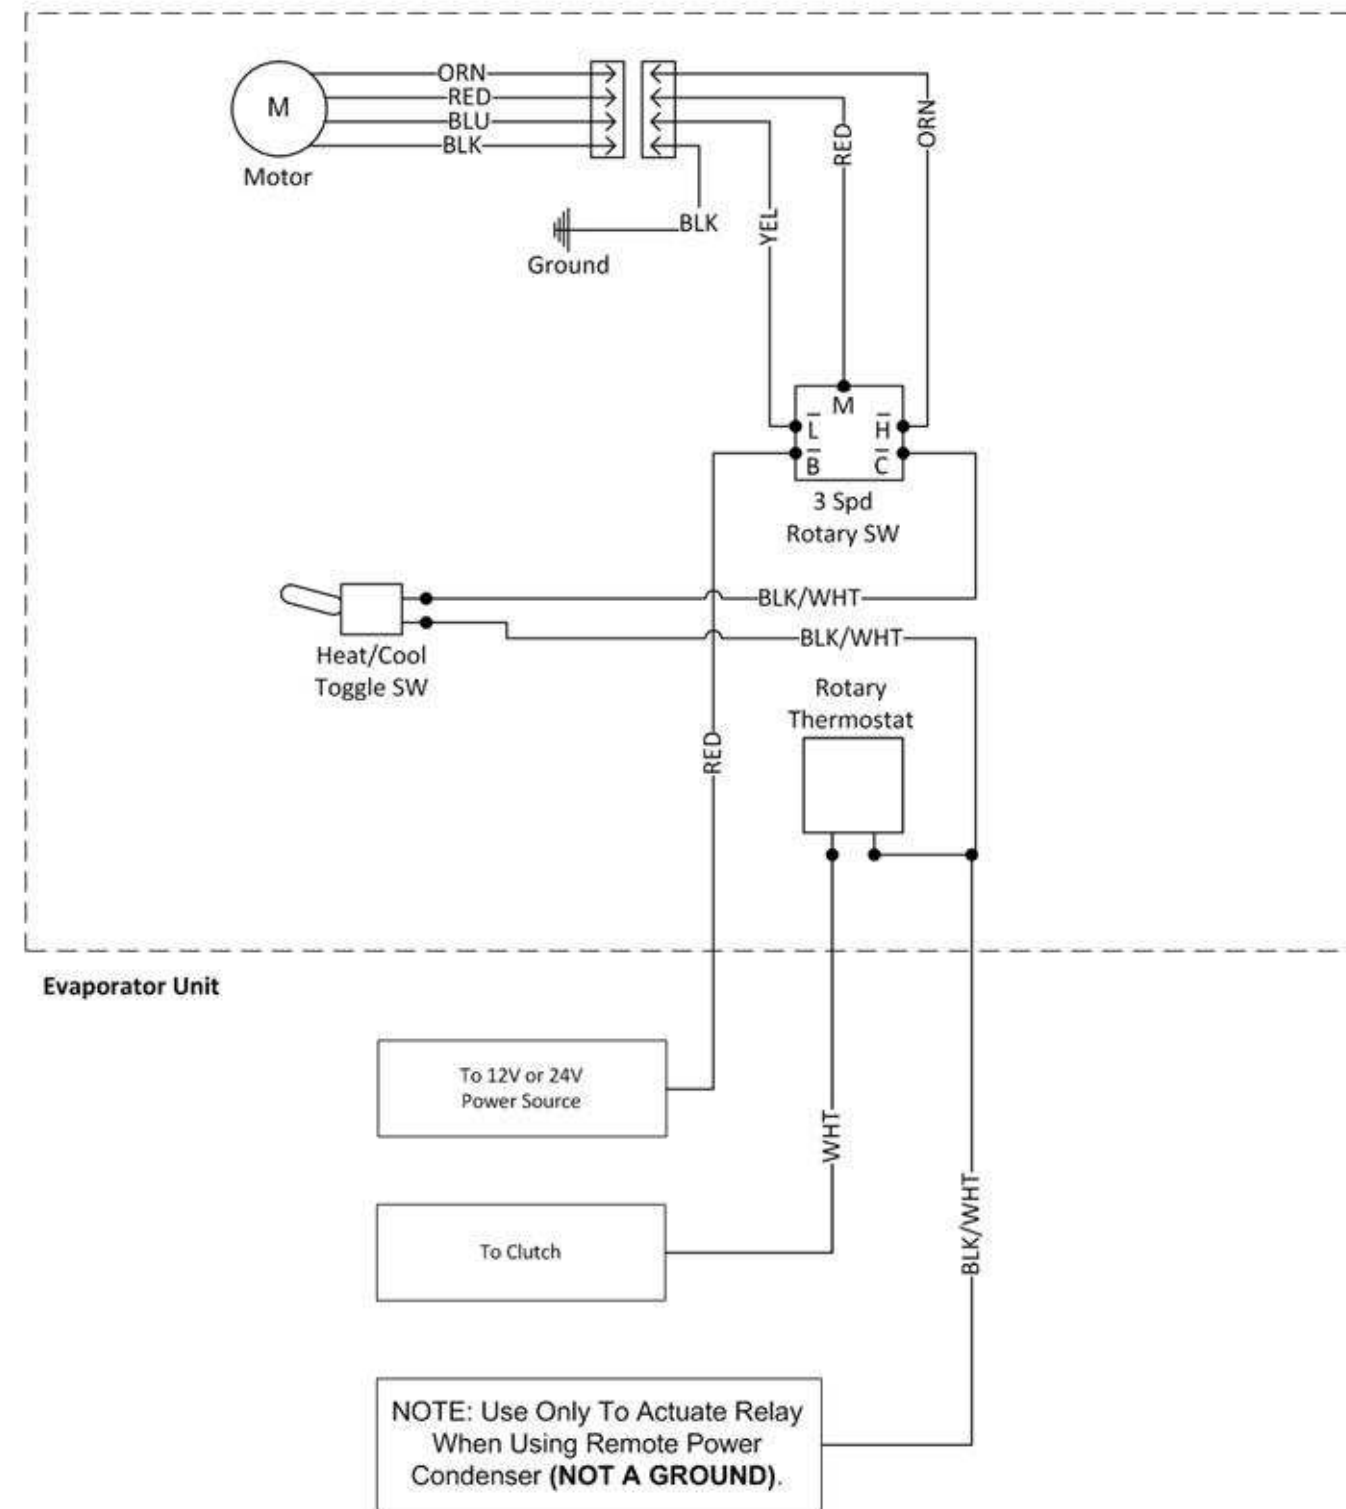 ORN
RED
BLU
BLK
M
Motor
BLK
Ground
YEL
RED
ORN
M
L H
B C
3 Spd
Rotary SW
BLK/WHT
BLK/WHT
Heat/Cool
Toggle SW
Rotary
Thermostat
RED
Evaporator Unit
To 12V or 24V
Power Source
WHT
To Clutch
BLK/WHT
NOTE: Use Only To Actuate Relay
When Using Remote Power
Condenser (NOT A GROUND).